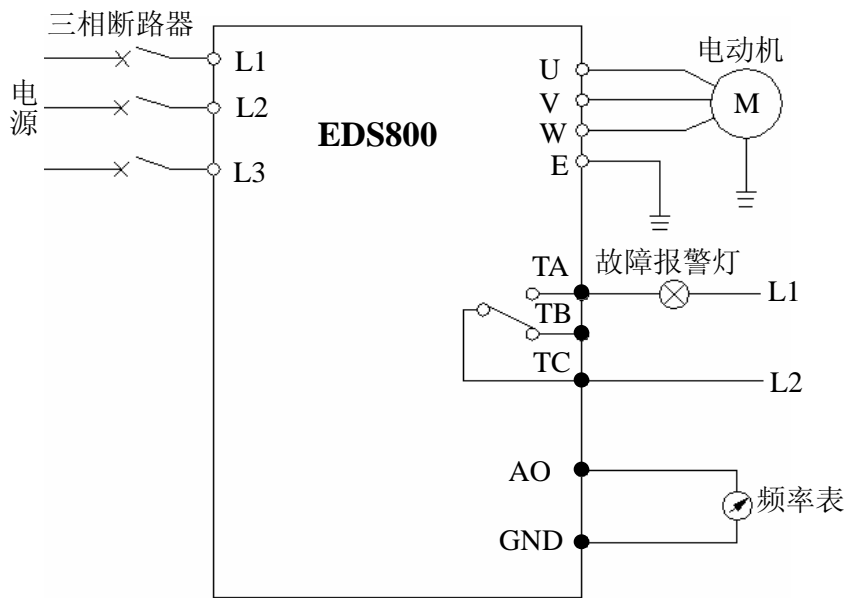 三相断路器
电源
L1
L2
L3
EDS800
U
V
W
E
电动机
M
TA
TB
TC
故障报警灯
L1
L2
AO
GND
频率表